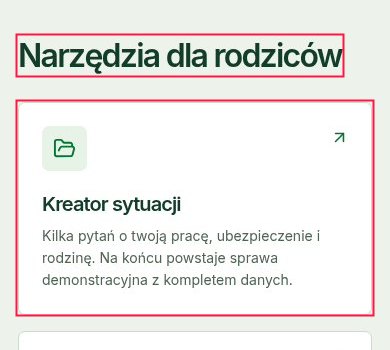 Narzędzia dla rodziców
Kreator sytuacji
Kilka pytań o twoją pracę, ubezpieczenie i
rodzinę. Na końcu powstaje sprawa
demonstracyjna z kompletem danych.